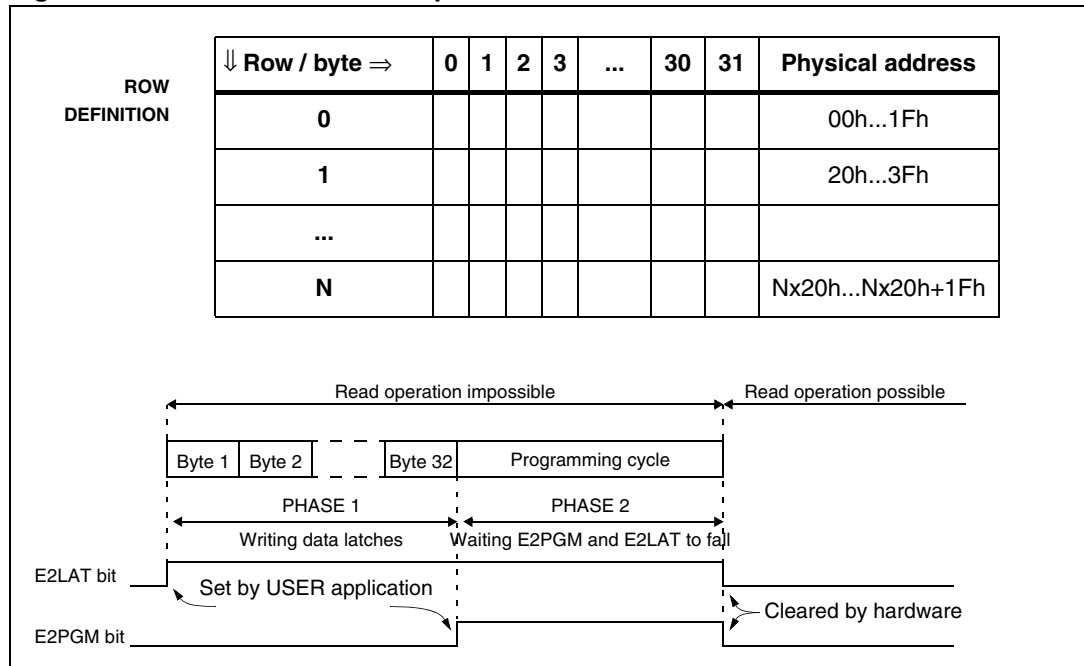 ROW
DEFINITION
⇓ Row / byte ⇒ 0 1 2 3 ... 30 31 Physical address
0 00h...1Fh
1 20h...3Fh
...
N Nx20h...Nx20h+1Fh
Read operation impossible Read operation possible
Byte 1 Byte 2 Byte 32 Programming cycle
PHASE 1 PHASE 2
Writing data latches Waiting E2PGM and E2LAT to fall
E2LAT bit
Set by USER application
Cleared by hardware
E2PGM bit